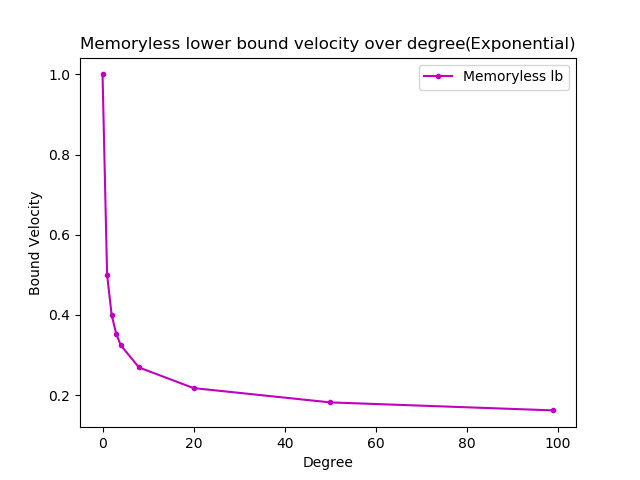 Memoryless lower bound velocity over degree(Exponential)
Memoryless lb
Bound Velocity
1.0
0.8
0.6
0.4
0.2
0 20 40 60 80 100
Degree